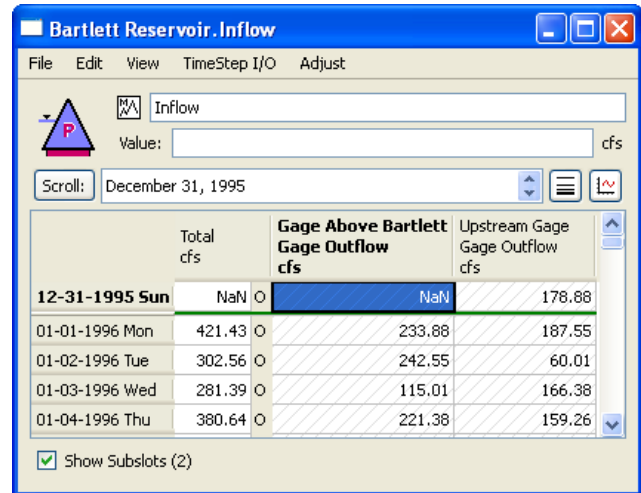 Bartlett Reservoir.Inflow
File Edit View TimeStep I/O Adjust
P
Inflow
Value: cfs
Scroll: December 31, 1995
Total
cfs
Gage Above Bartlett
Gage Outflow
cfs
Upstream Gage
Gage Outflow
cfs
12-31-1995 Sun NaN O NaN 178.88
01-01-1996 Mon 421.43 O 233.88 187.55
01-02-1996 Tue 302.56 O 242.55 60.01
01-03-1996 Wed 281.39 O 115.01 166.38
01-04-1996 Thu 380.64 O 221.38 159.26
Show Subslots (2)